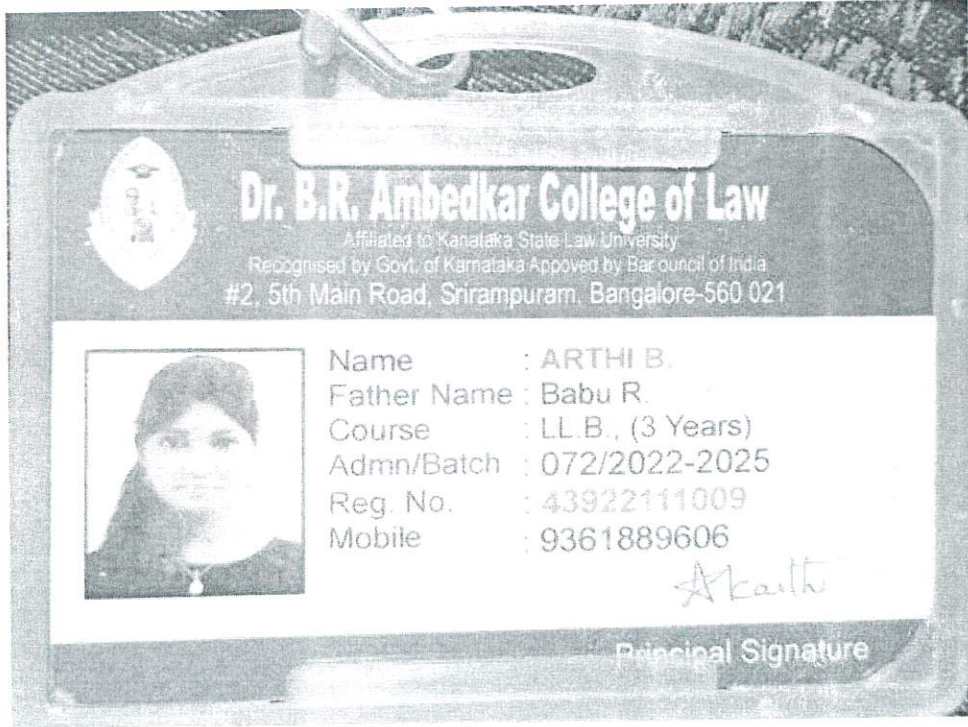 Dr. B.R. Ambedkar College of Law
Affiliated to Kanataka State Law University
Recognised by Govt. of Karnataka Appoved by Bar ouncil of India
#2, 5th Main Road, Srirampuram, Bangalore-560 021
Name : ARTHI B.
Father Name : Babu R.
Course : LL.B., (3 Years)
Admn/Batch : 072/2022-2025
Reg. No. : 43922111009
Mobile : 9361889606
Principal Signature